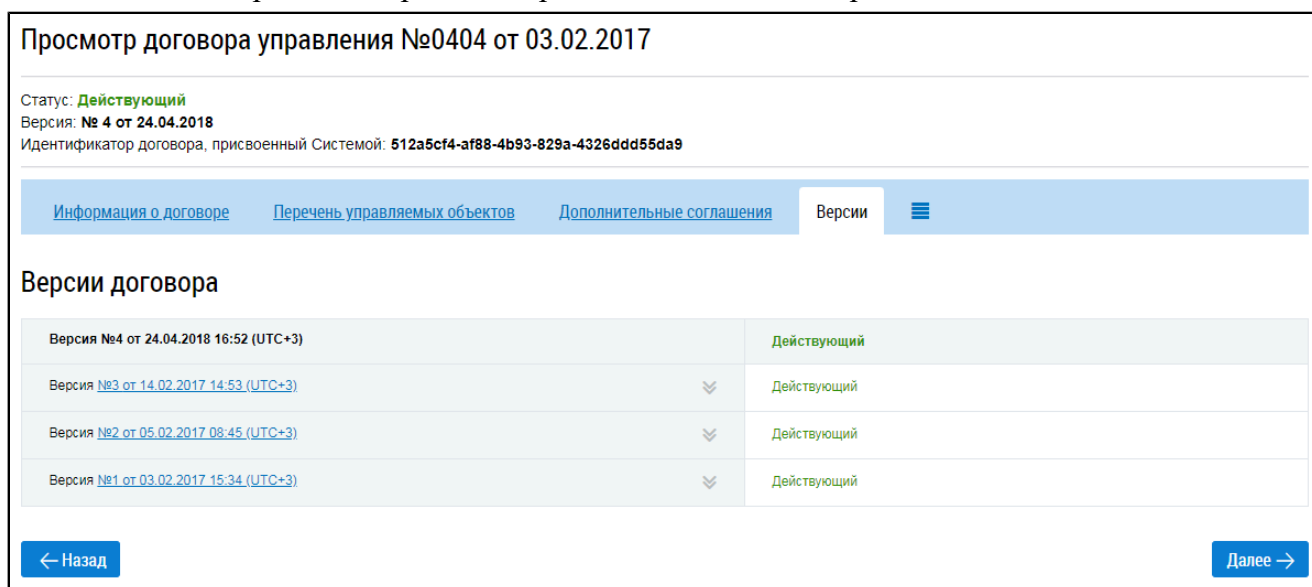 Просмотр договора управления №0404 от 03.02.2017
Статус: Действующий
Версия: № 4 от 24.04.2018
Идентификатор договора, присвоенный Системой: 512a5cf4-af88-4b93-829a-4326ddd55da9
Информация о договоре Перечень управляемых объектов Дополнительные соглашения Версии
Версии договора
Версия №4 от 24.04.2018 16:52 (UTC+3) Действующий
Версия №3 от 14.02.2017 14:53 (UTC+3) Действующий
Версия №2 от 05.02.2017 08:45 (UTC+3) Действующий
Версия №1 от 03.02.2017 15:34 (UTC+3) Действующий
← Назад Далее →